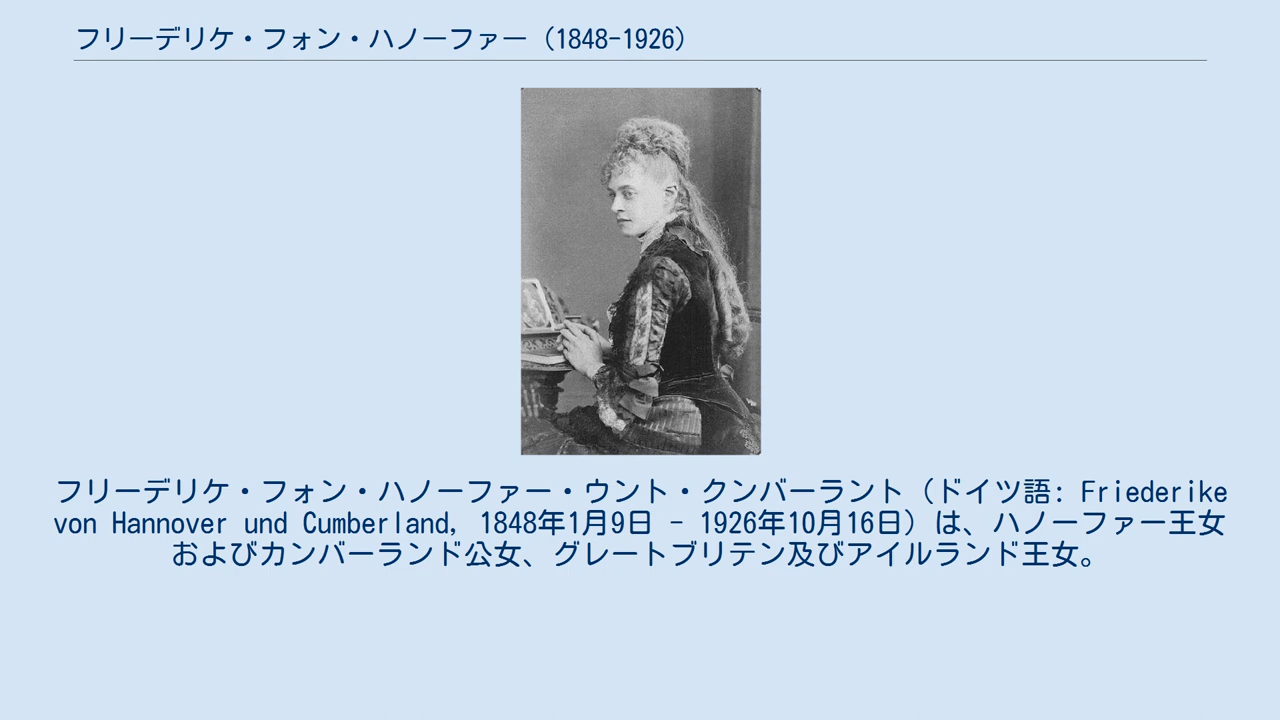 フリーデリケ・フォン・ハノーファー（1848-1926）
フリーデリケ・フォン・ハノーファー・ウント・クンバーラント（ドイツ語: Friederike
von Hannover und Cumberland, 1848年1月9日 - 1926年10月16日）は、ハノーファー王女
およびカンバーランド公女、グレートブリテン及びアイルランド王女。